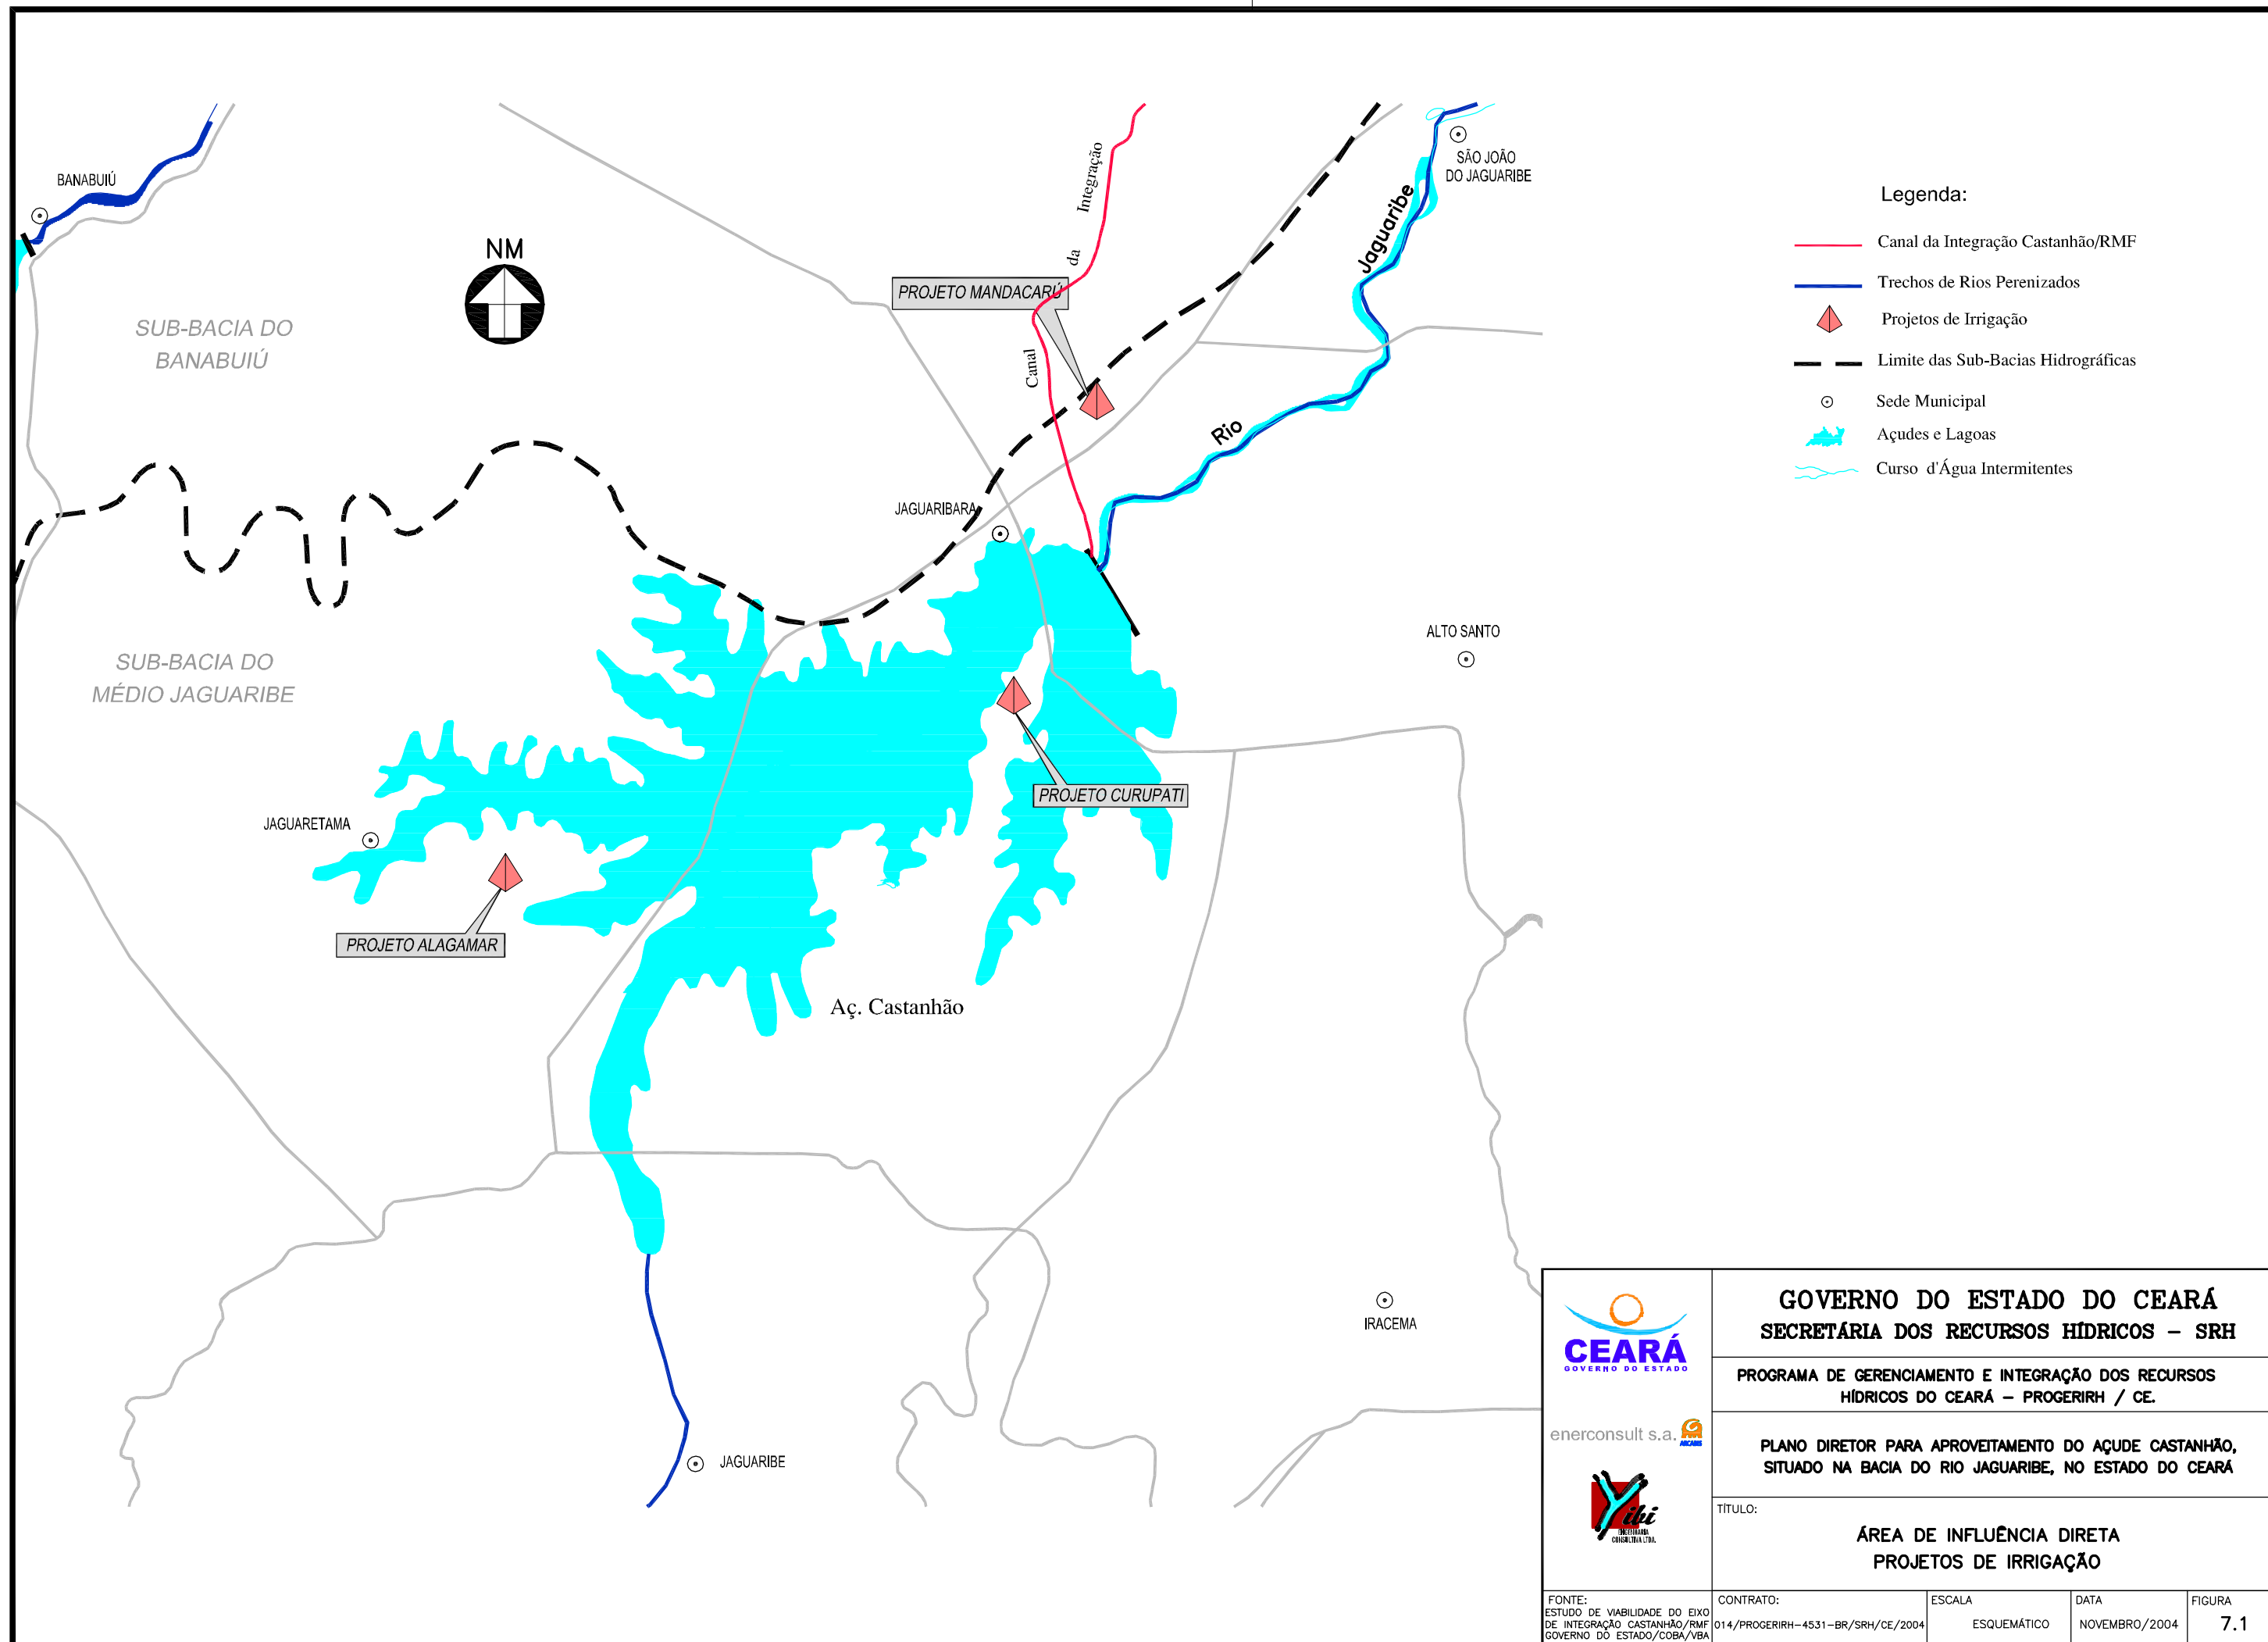 BANABUIÚ
SUB-BACIA DO
BANABUIÚ
NM
PROJETO MANDACARÚ
Canal
da
Integração
SÃO JOÃO
DO JAGUARIBE
Rio
Jaguaribe
JAGUARIBARA
ALTO SANTO
SUB-BACIA DO
MÉDIO JAGUARIBE
PROJETO CURUPATI
JAGUARETAMA
PROJETO ALAGAMAR
Aç. Castanhão
IRACEMA
JAGUARIBE
Legenda:
Canal da Integração Castanhão/RMF
Trechos de Rios Perenizados
Projetos de Irrigação
Limite das Sub-Bacias Hidrográficas
Sede Municipal
Açudes e Lagoas
Curso d'Água Intermitentes
CEARÁ
GOVERNO DO ESTADO
enerconsult s.a.
ARCADIS
Yibi
ENGENHARIA
CONSULTIVA LTDA.
GOVERNO DO ESTADO DO CEARÁ
SECRETÁRIA DOS RECURSOS HÍDRICOS - SRH
PROGRAMA DE GERENCIAMENTO E INTEGRAÇÃO DOS RECURSOS
HÍDRICOS DO CEARÁ - PROGERIRH / CE.
PLANO DIRETOR PARA APROVEITAMENTO DO AÇUDE CASTANHÃO,
SITUADO NA BACIA DO RIO JAGUARIBE, NO ESTADO DO CEARÁ
TÍTULO:
ÁREA DE INFLUÊNCIA DIRETA
PROJETOS DE IRRIGAÇÃO
FONTE:
ESTUDO DE VIABILIDADE DO EIXO
DE INTEGRAÇÃO CASTANHÃO/RMF
GOVERNO DO ESTADO/COBA/VBA
CONTRATO:
014/PROGERIRH-4531-BR/SRH/CE/2004
ESCALA
ESQUEMÁTICO
DATA
NOVEMBRO/2004
FIGURA
7.1